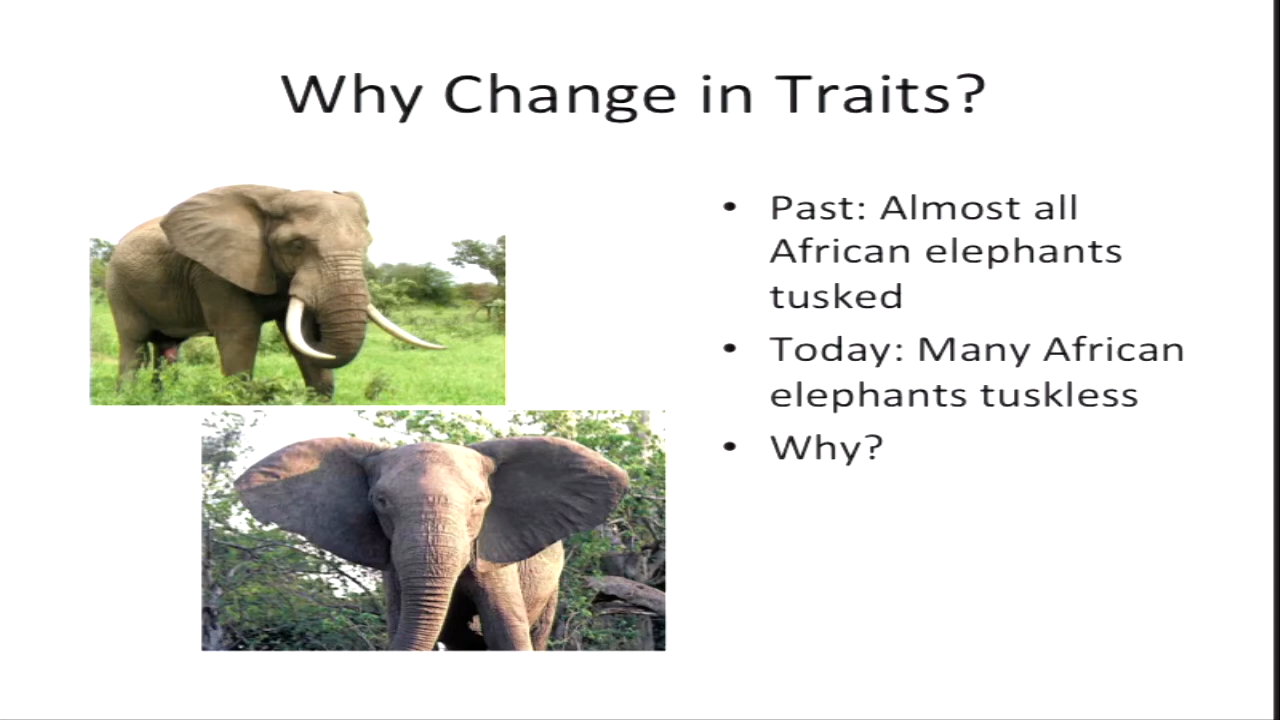 Why Change in Traits?
• Past: Almost all
African elephants
tusked
• Today: Many African
elephants tuskless
• Why?